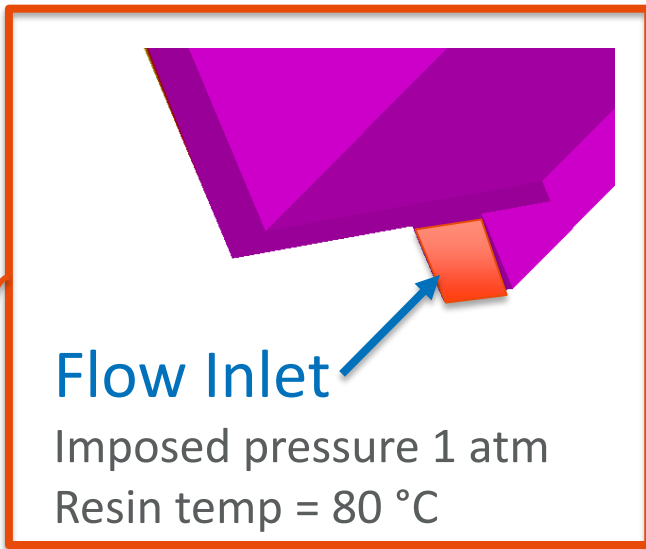 Flow Inlet
Imposed pressure 1 atm
Resin temp = 80 °C